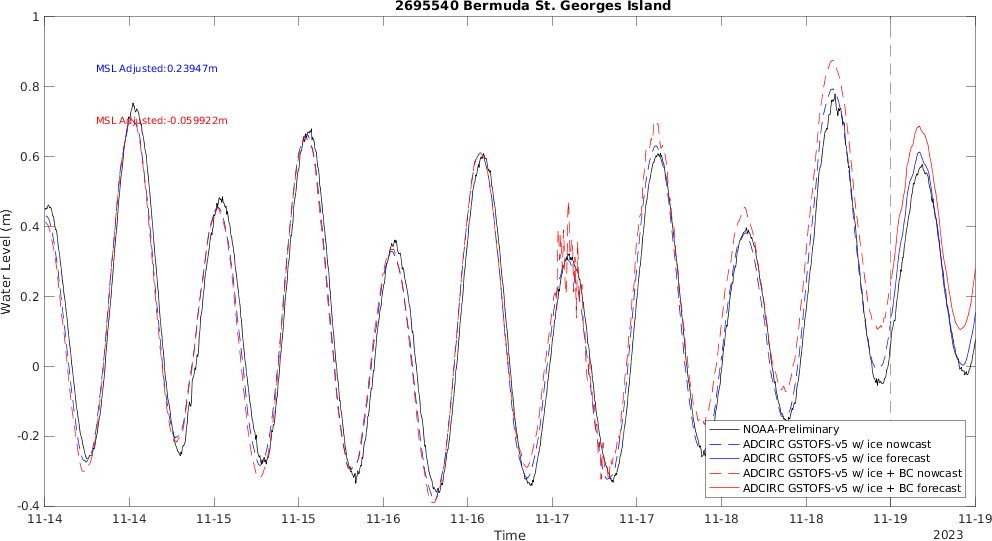 2695540 Bermuda St. Georges Island
1
0.8
0.6
0.4
0.2
0
-0.2
-0.4
Water Level (m)
MSL Adjusted:0.23947m
MSL Adjusted:-0.059922m
NOAA-Preliminary
ADCIRC GSTOFS-v5 w/ ice nowcast
ADCIRC GSTOFS-v5 w/ ice forecast
ADCIRC GSTOFS-v5 w/ ice + BC nowcast
ADCIRC GSTOFS-v5 w/ ice + BC forecast
11-14 11-14 11-15 11-15 11-16 11-16 11-17 11-17 11-18 11-18 11-19 11-19
Time
2023